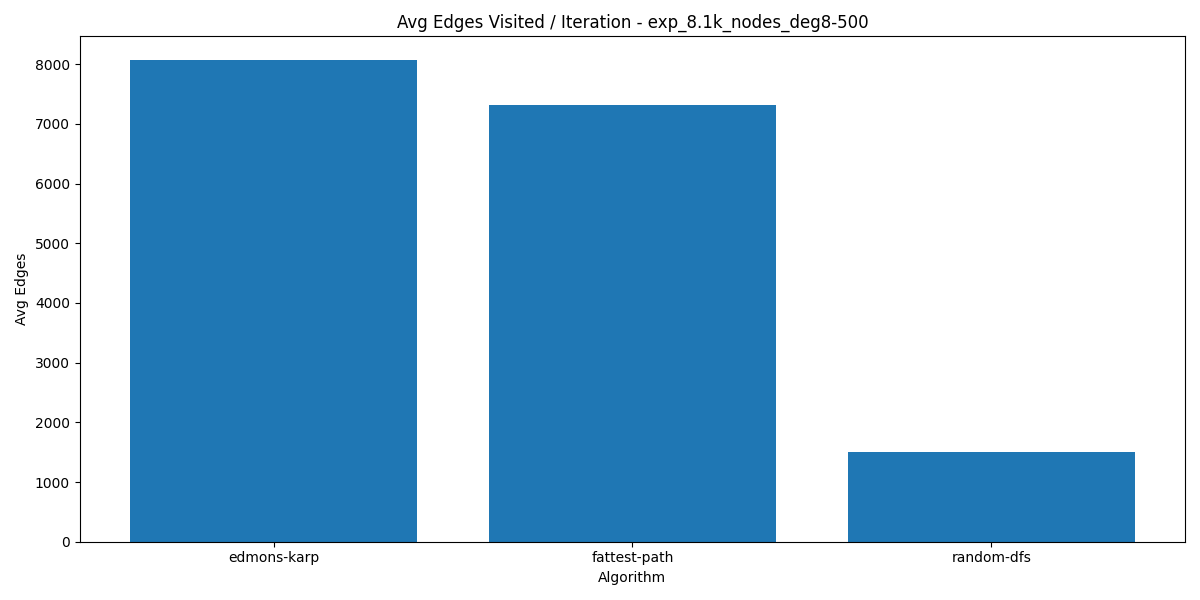 Avg Edges Visited / Iteration - exp_8.1k_nodes_deg8-500
Avg Edges
8000
7000
6000
5000
4000
3000
2000
1000
0
edmons-karp
fattest-path
random-dfs
Algorithm